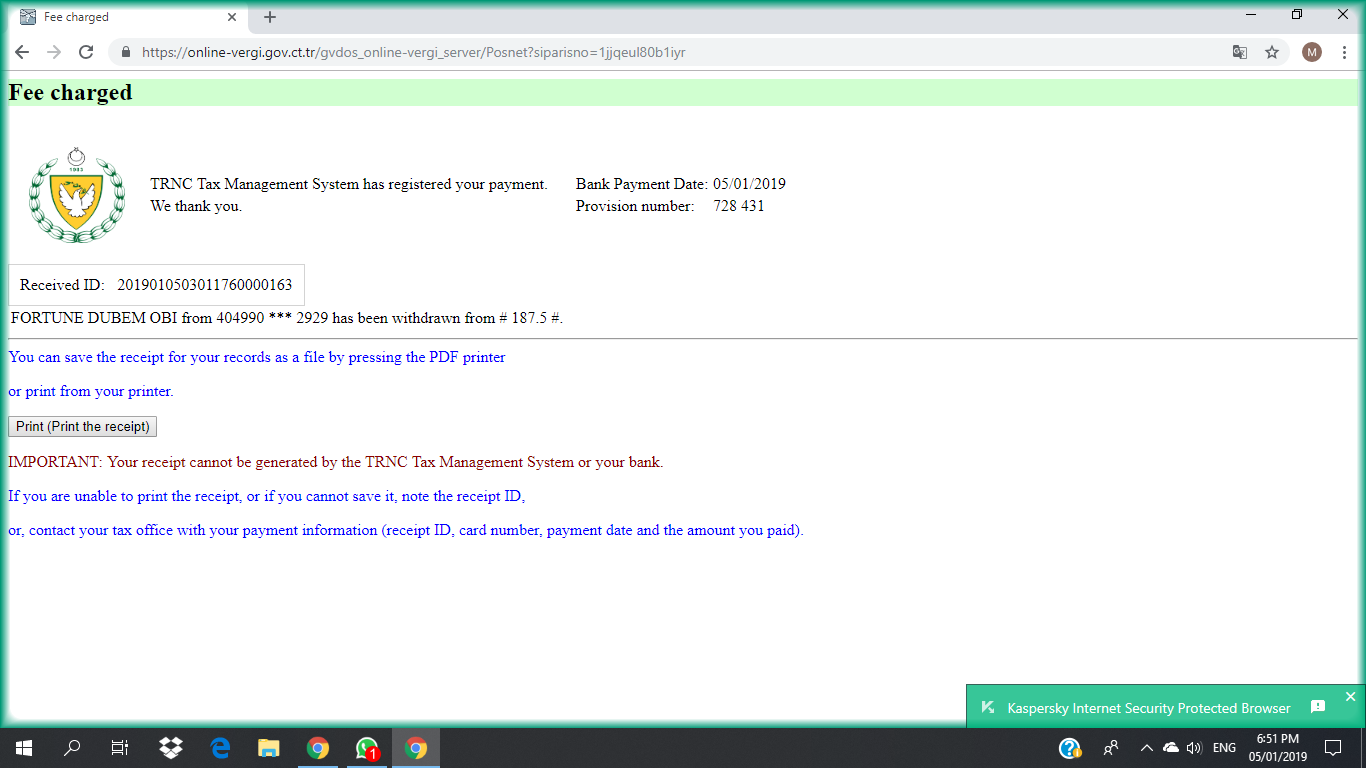 Fee charged
https://online-vergi.gov.ct.tr/gvdos_online-vergi_server/Posnet?siparisno=1jjqeul80b1iyr
M
Fee charged
1983
TRNC Tax Management System has registered your payment.
We thank you.
Bank Payment Date: 05/01/2019
Provision number: 728 431
Received ID: 2019010503011760000163
FORTUNE DUBEM OBI from 404990 *** 2929 has been withdrawn from # 187.5 #.
You can save the receipt for your records as a file by pressing the PDF printer
or print from your printer.
Print (Print the receipt)
IMPORTANT: Your receipt cannot be generated by the TRNC Tax Management System or your bank.
If you are unable to print the receipt, or if you cannot save it, note the receipt ID,
or, contact your tax office with your payment information (receipt ID, card number, payment date and the amount you paid).
Kaspersky Internet Security Protected Browser
1
ENG
6:51 PM
05/01/2019